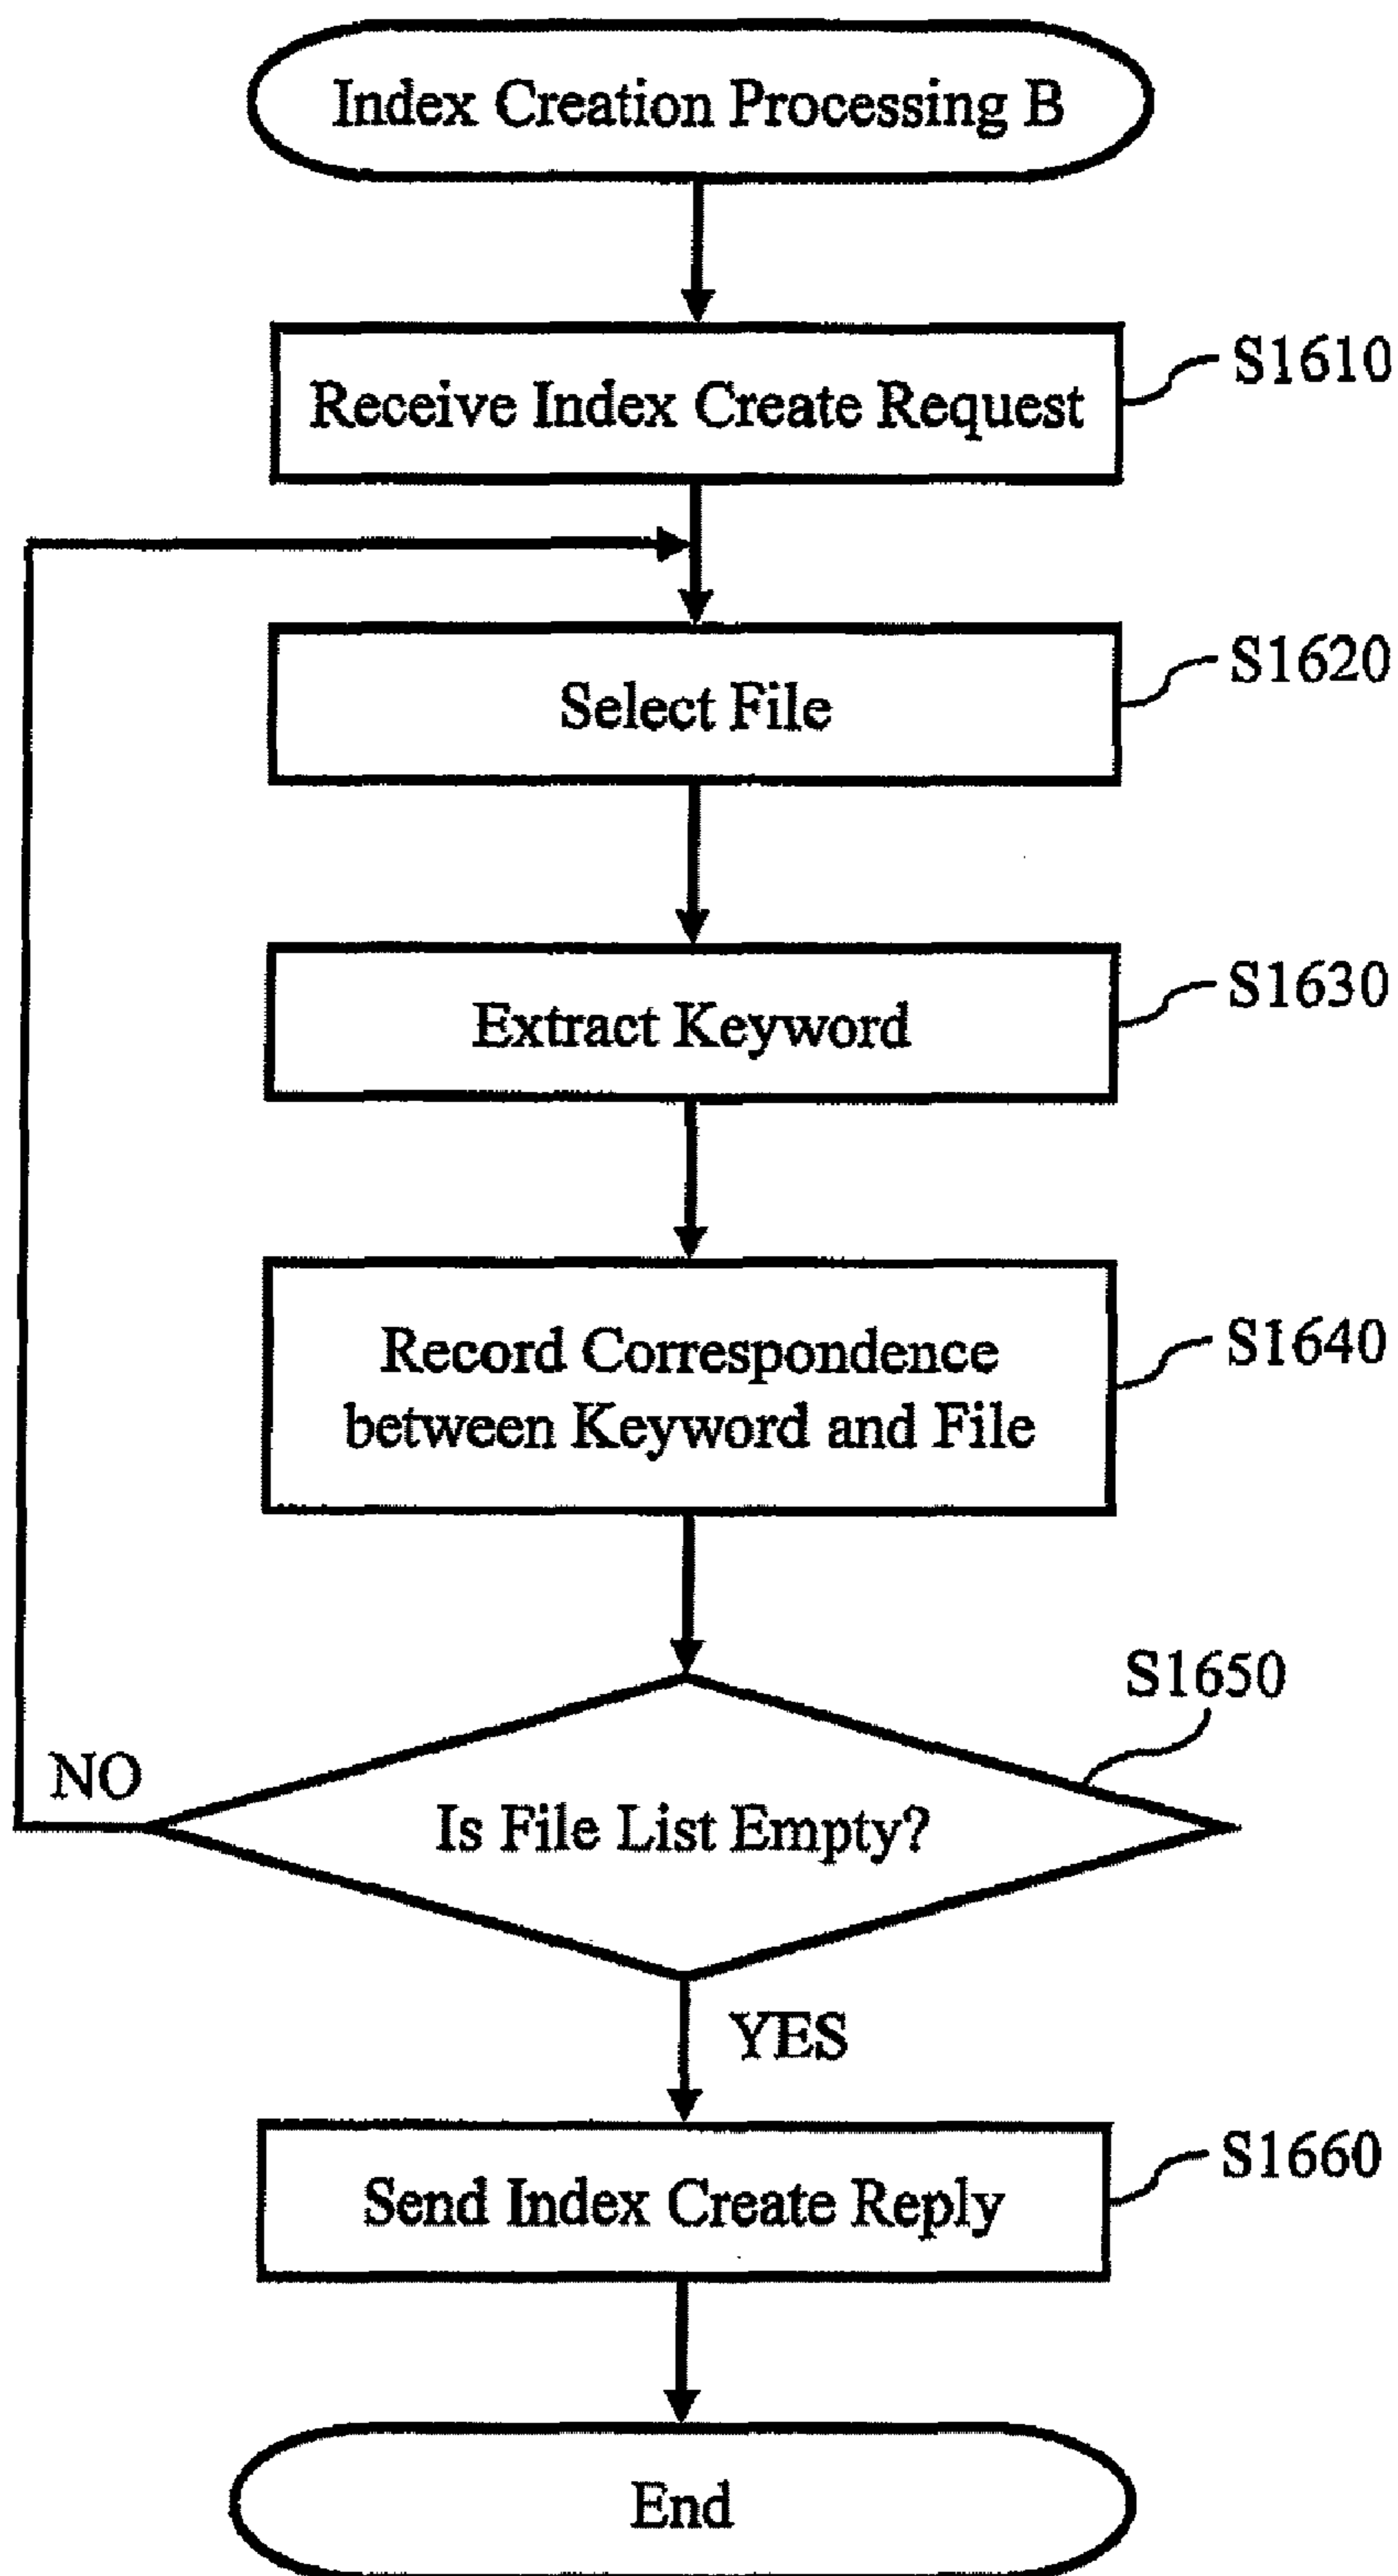 Index Creation Processing B
Receive Index Create Request
S1610
Select File
S1620
Extract Keyword
S1630
Record Correspondence
between Keyword and File
S1640
S1650
NO
Is File List Empty?
YES
Send Index Create Reply
S1660
End